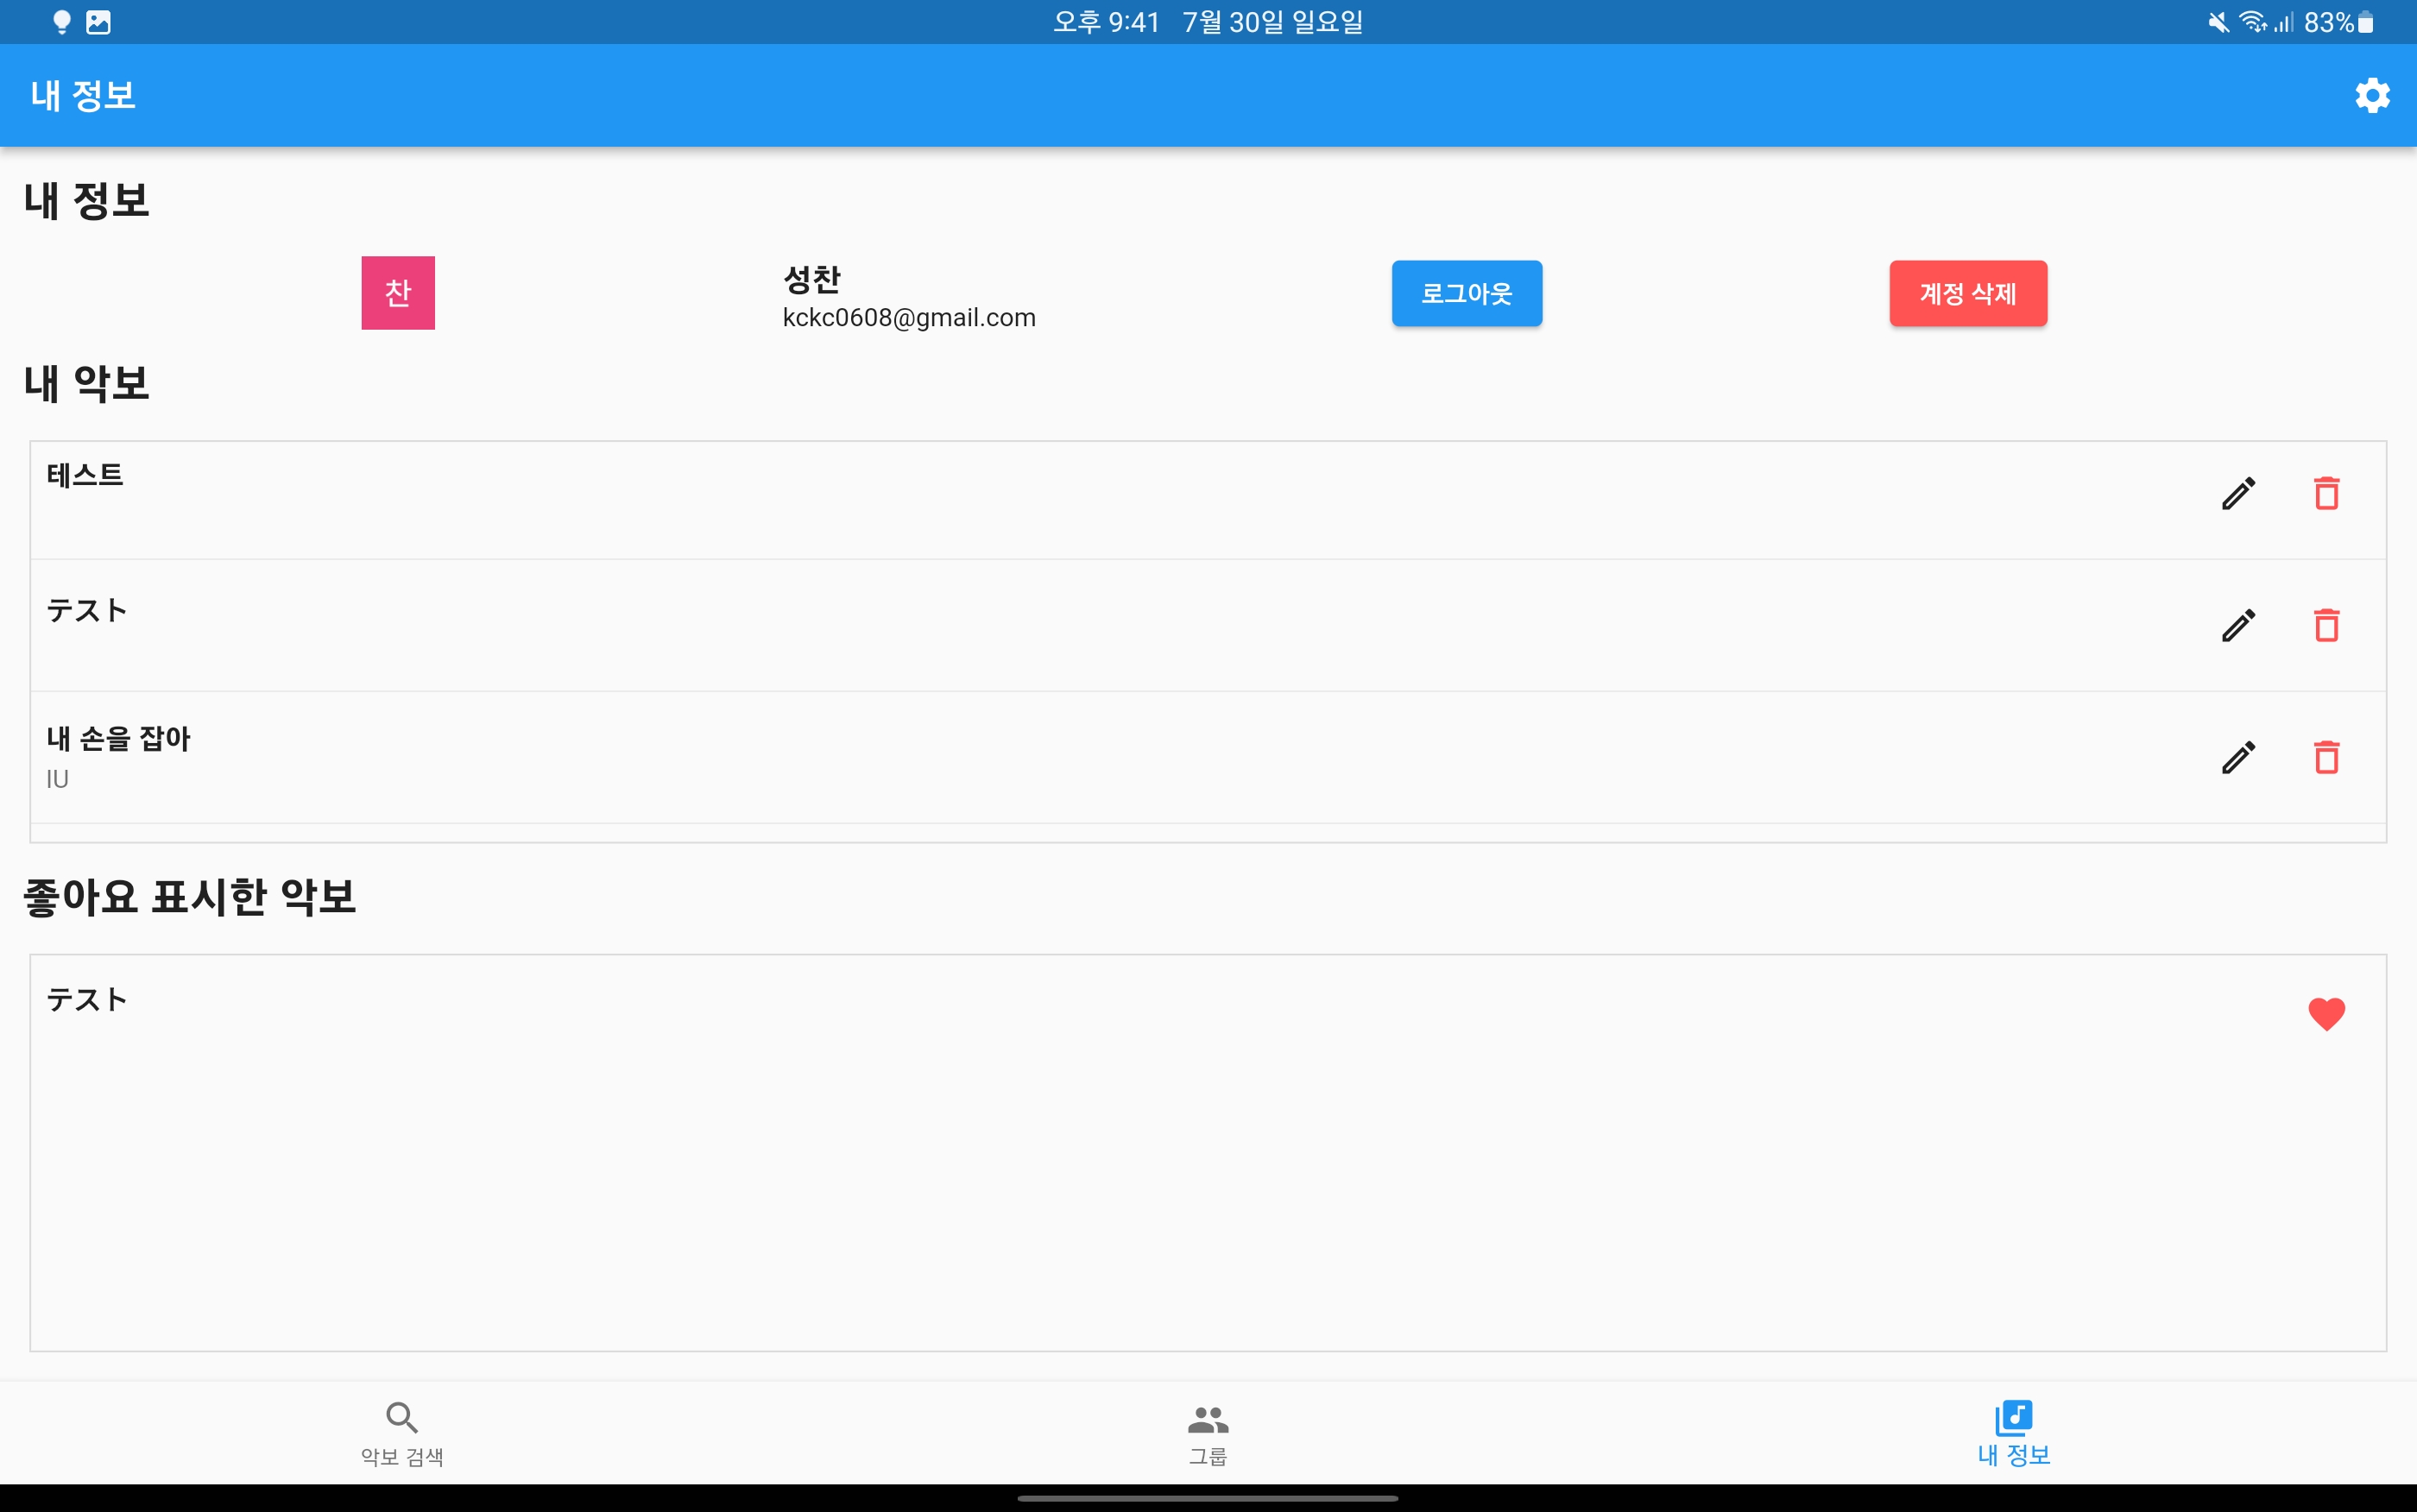 오후 9:41 7월 30일 일요일
83%
내 정보
내 정보
찬
성찬
kckc0608@gmail.com
로그아웃
계정 삭제
내 악보
테스트
テスト
내 손을 잡아
IU
좋아요 표시한 악보
テスト
악보 검색
그룹
내 정보